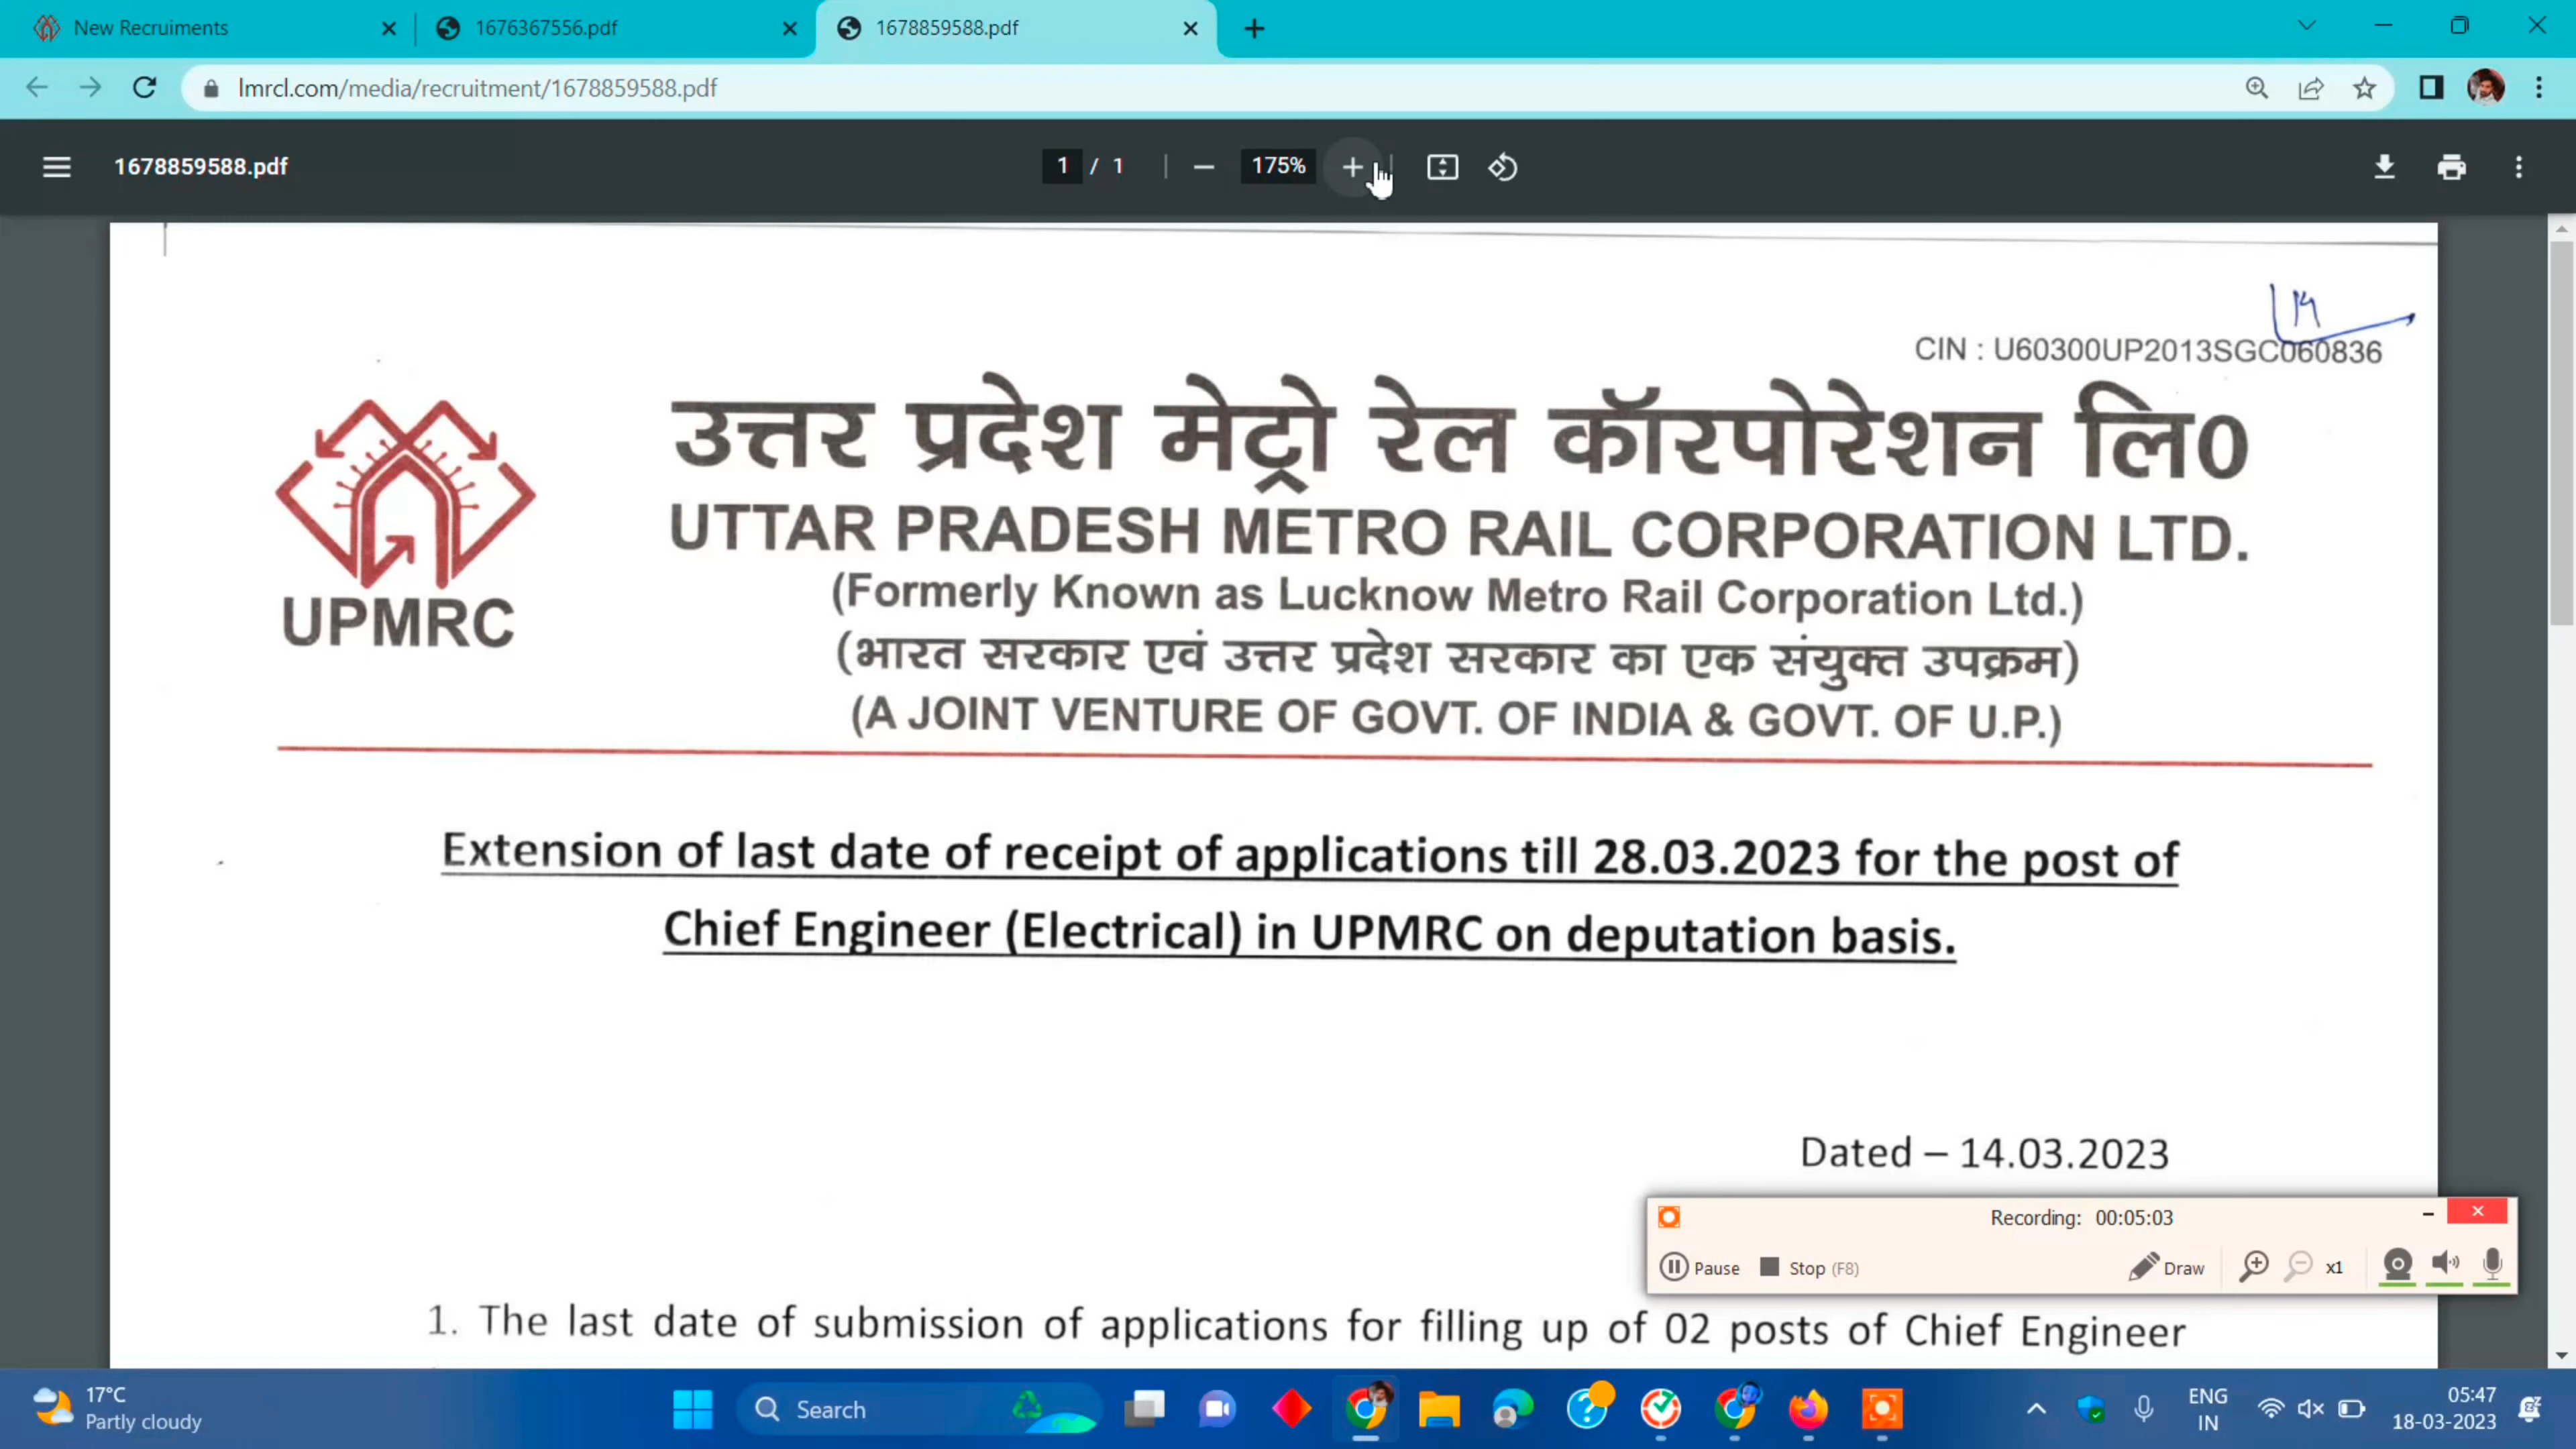 New Recruiments
1676367556.pdf
1678859588.pdf
lmrcl.com/media/recruitment/1678859588.pdf
1678859588.pdf
1 / 1
175%
CIN : U60300UP2013SGC060836
उत्तर प्रदेश मेट्रो रेल कॉरपोरेशन लि0
UTTAR PRADESH METRO RAIL CORPORATION LTD.
(Formerly Known as Lucknow Metro Rail Corporation Ltd.)
(भारत सरकार एवं उत्तर प्रदेश सरकार का एक संयुक्त उपक्रम)
(A JOINT VENTURE OF GOVT. OF INDIA & GOVT. OF U.P.)
UPMRC
Extension of last date of receipt of applications till 28.03.2023 for the post of
Chief Engineer (Electrical) in UPMRC on deputation basis.
Dated – 14.03.2023
Recording: 00:05:03
Pause Stop (F8) Draw x1
1. The last date of submission of applications for filling up of 02 posts of Chief Engineer
17°C
Partly cloudy
Search
ENG
IN
05:47
18-03-2023